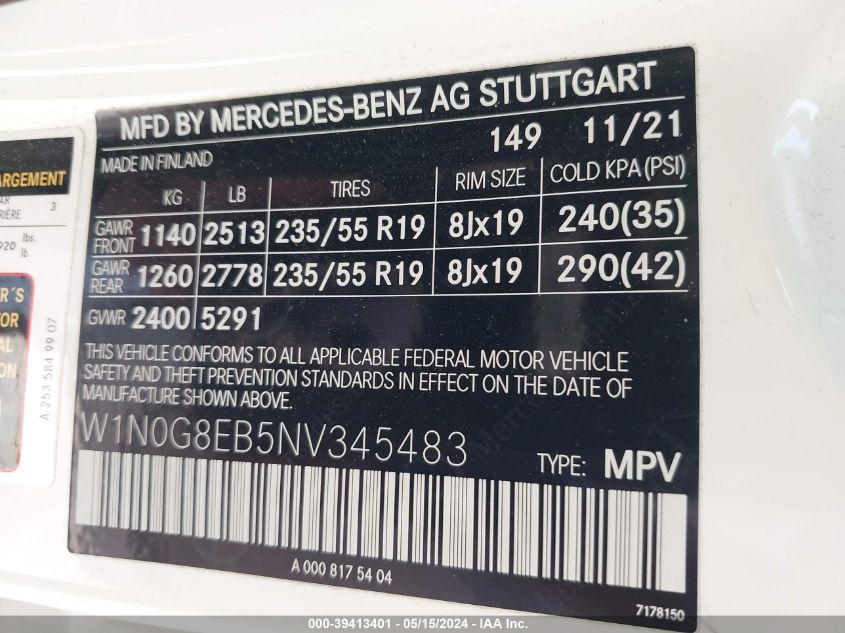 MFD BY MERCEDES-BENZ AG STUTTGART
149 11/21
MADE IN FINLAND
KG LB TIRES RIM SIZE COLD KPA(PSI)
GAWR FRONT 1140 2513 235/55 R19 8Jx19 240(35)
GAWR REAR 1260 2778 235/55 R19 8Jx19 290(42)
GVWR 2400 5291
THIS VEHICLE CONFORMS TO ALL APPLICABLE FEDERAL MOTOR VEHICLE
SAFETY AND THEFT PREVENTION STANDARDS IN EFFECT ON THE DATE OF
MANUFACTURE SHOWN ABOVE.
W1N0G8EB5NV345483
TYPE: MPV
A 000 817 54 04
7178150
ARGEMENT
3
920 lbs.
lb.
A 253 584 99 07
000-39413401 - 05/15/2024 - IAA Inc.